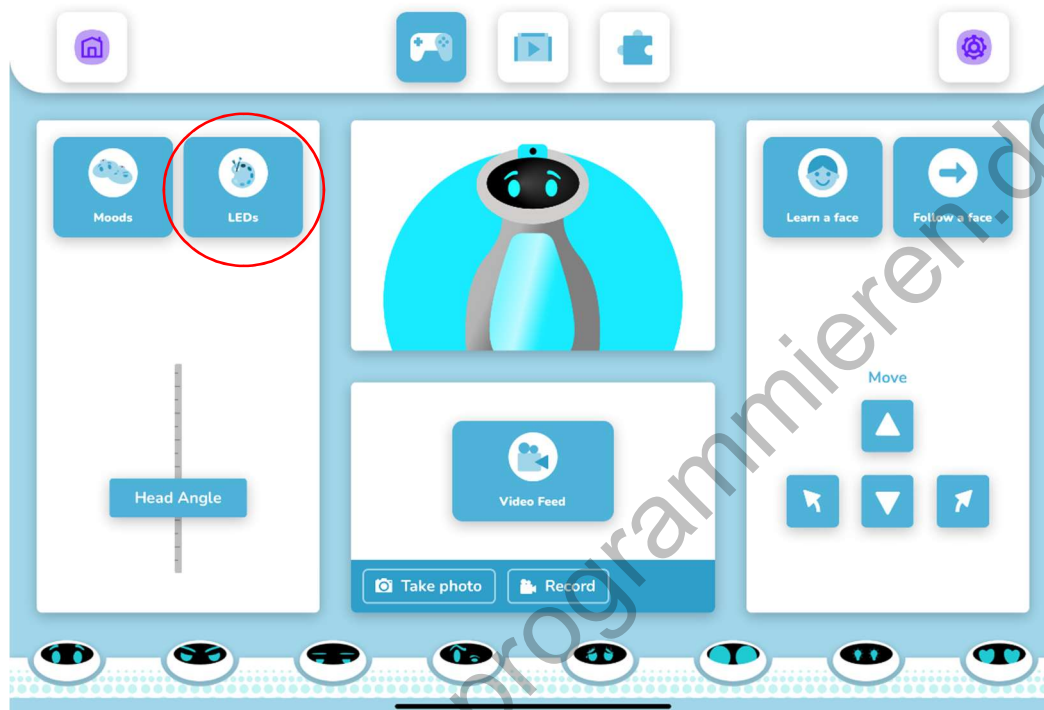 Moods
LEDs
Learn a face
Follow a face
Move
Head Angle
Video Feed
Take photo
Record
programmieren.de